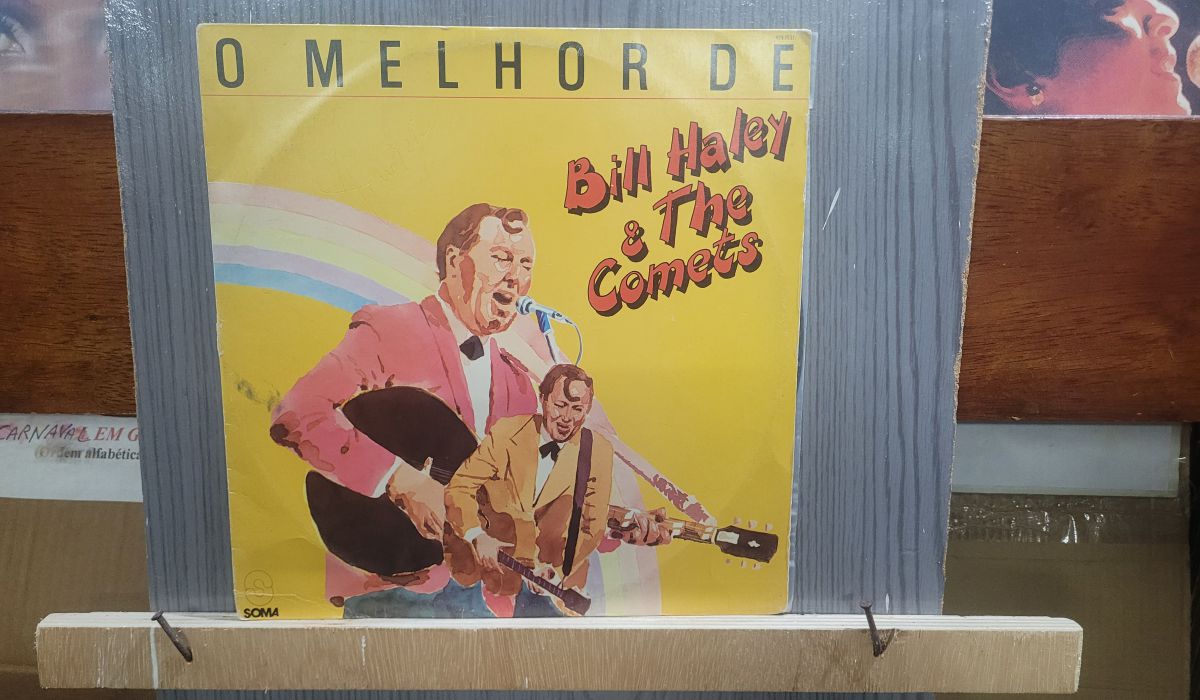 O MELHOR DE
Bill Haley
& The
Comets
SOMA
CARNAVAL EM G
(Ordem alfabética